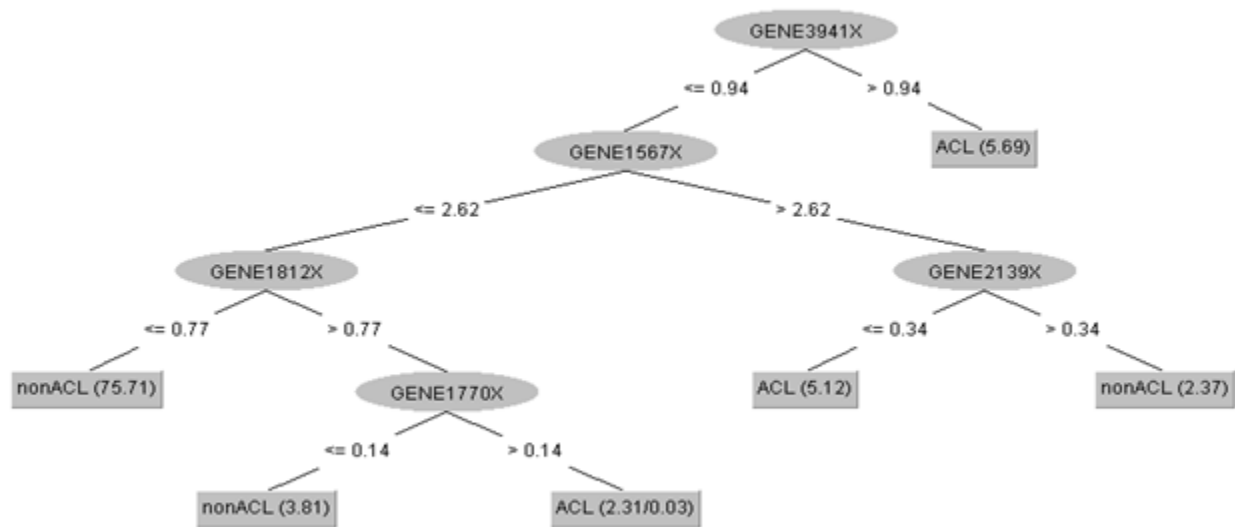 GENE3941X
<= 0.94
> 0.94
GENE1567X
ACL (5.69)
<= 2.62
> 2.62
GENE1812X
GENE2139X
<= 0.77
> 0.77
<= 0.34
> 0.34
nonACL (75.71)
GENE1770X
ACL (5.12)
nonACL (2.37)
<= 0.14
> 0.14
nonACL (3.81)
ACL (2.31/0.03)